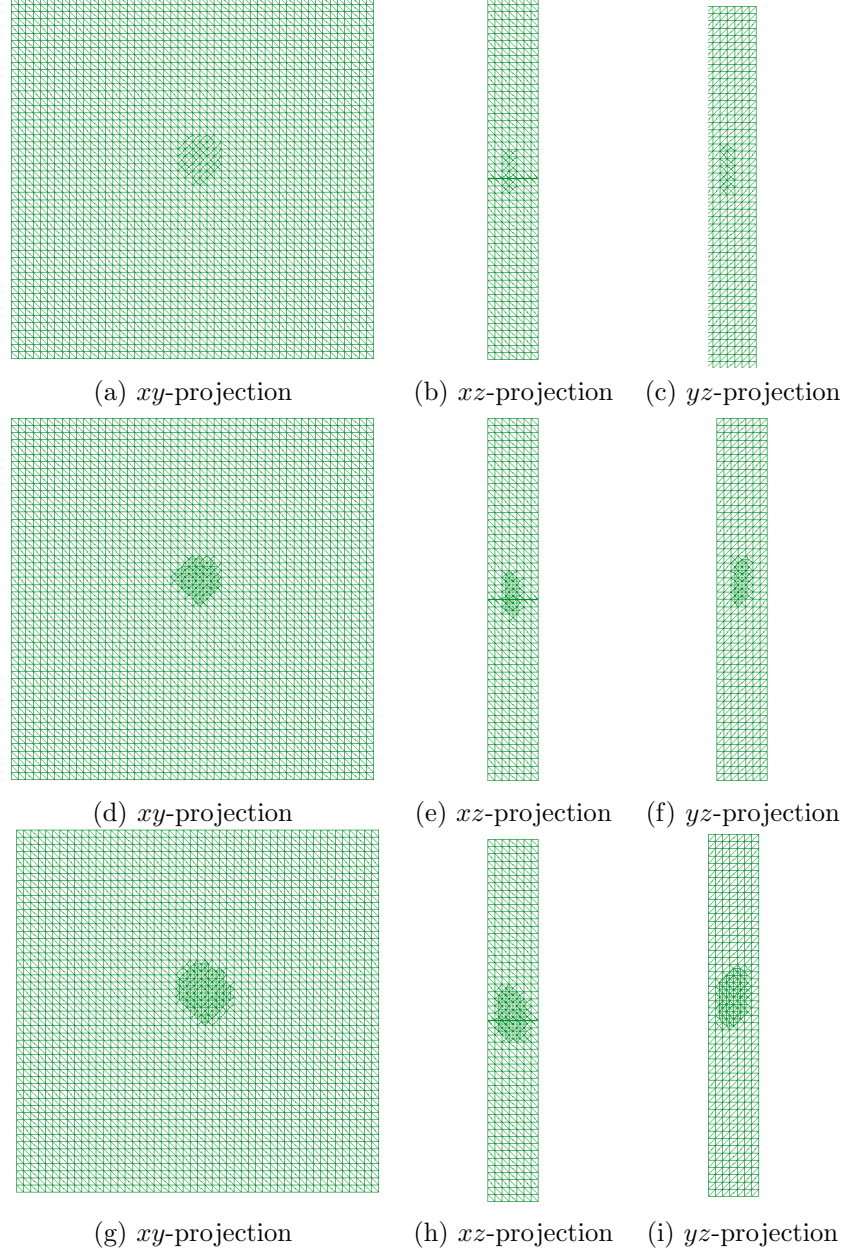 (a) xy-projection (b) xz-projection (c) yz-projection
(d) xy-projection (e) xz-projection (f) yz-projection
(g) xy-projection (h) xz-projection (i) yz-projection